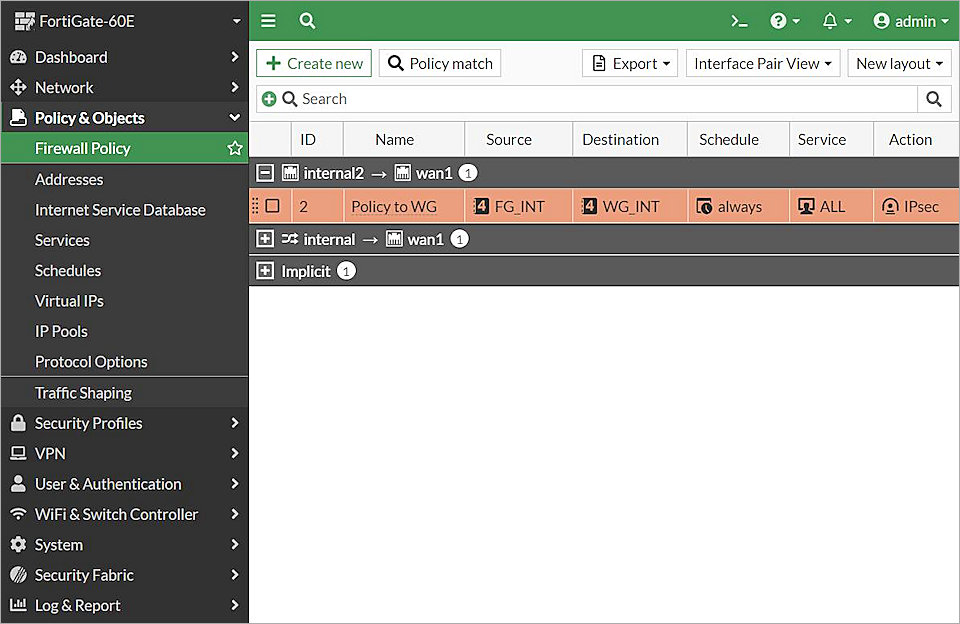 FortiGate-60E
admin
Dashboard
Network
Policy & Objects
Firewall Policy
Addresses
Internet Service Database
Services
Schedules
Virtual IPs
IP Pools
Protocol Options
Traffic Shaping
Security Profiles
VPN
User & Authentication
WiFi & Switch Controller
System
Security Fabric
Log & Report
Create new Policy match Export Interface Pair View New layout
Search
ID Name Source Destination Schedule Service Action
internal2 → wan1 1
2 Policy to WG 4 FG_INT 4 WG_INT always ALL IPsec
internal → wan1 1
Implicit 1